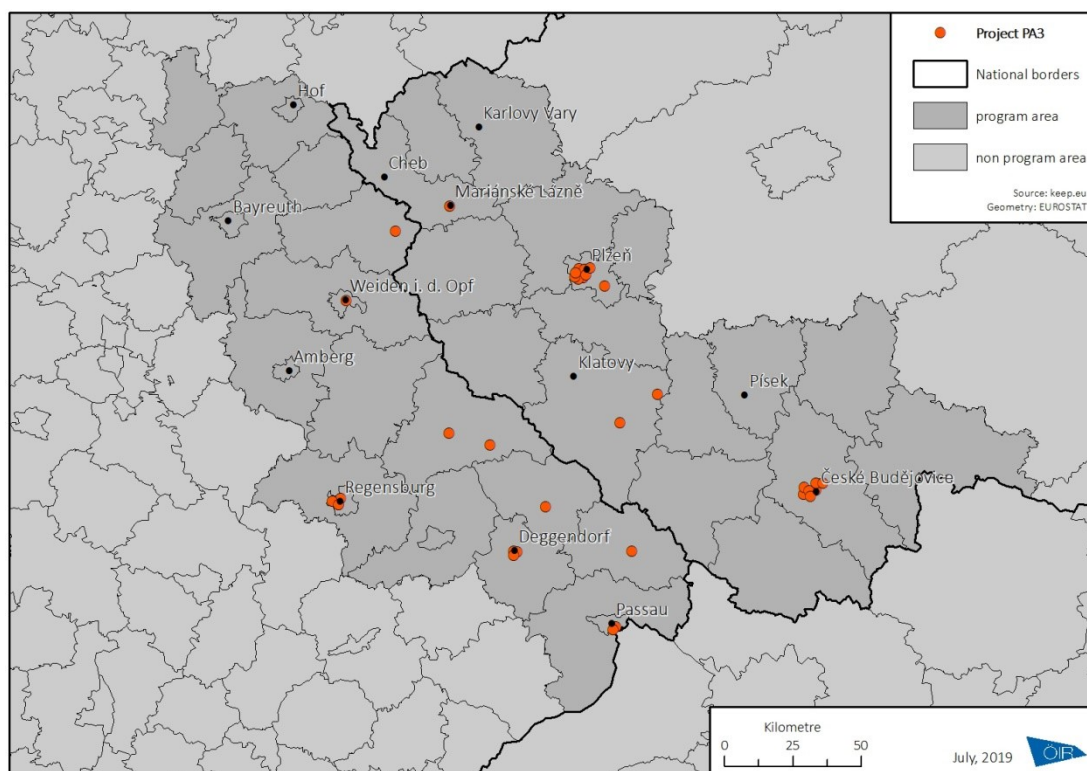 Project PA3
National borders
program area
non program area
Source: keep.eu
Geometry: EUROSTAT
Hof
Karlovy Vary
Cheb
Mariánské Lázně
Bayreuth
Plzeň
Weiden i. d. Opf
Amberg
Klatovy
Písek
Regensburg
České Budějovice
Deggendorf
Passau
Kilometre
0 25 50
July, 2019
ÖIR